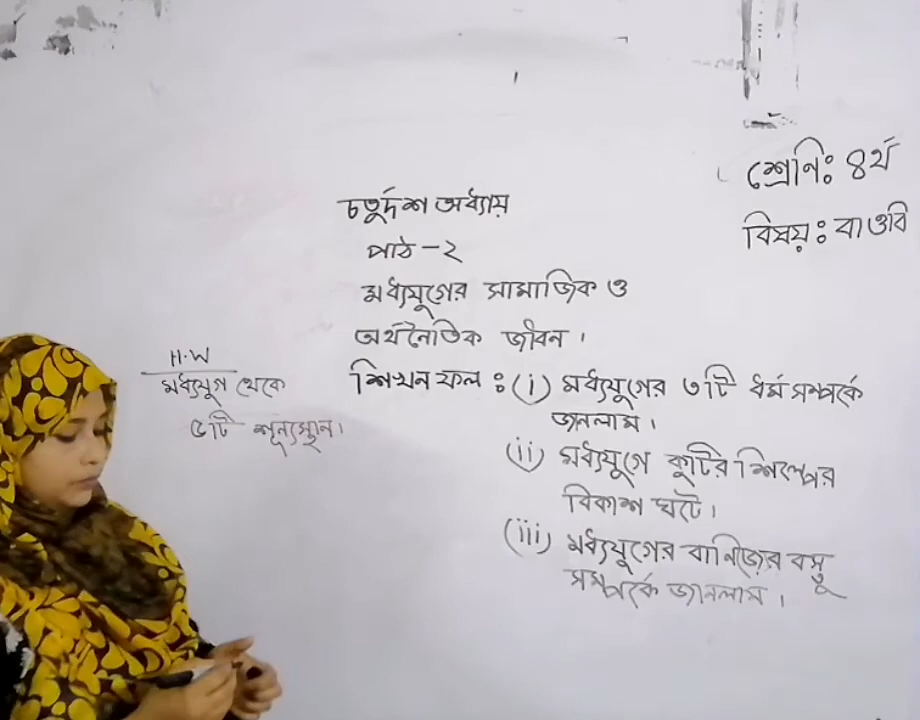 শ্রেণিঃ ৪র্থ
বিষয়ঃ বাওবি
চতুর্দশ অধ্যায়
পাঠ - ২
মধ্যযুগের সামাজিক ও
অর্থনৈতিক জীবন।
শিখনফলঃ (i) মধ্যযুগের ৩টি ধর্ম সম্পর্কে
জানলাম।
(ii) মধ্যযুগে কুটির শিল্পের
বিকাশ ঘটে।
(iii) মধ্যযুগের বানিজ্যের বস্তু
সম্পর্কে জানলাম।
H.W
মধ্যযুগ থেকে
৫টি শূন্যস্থান।